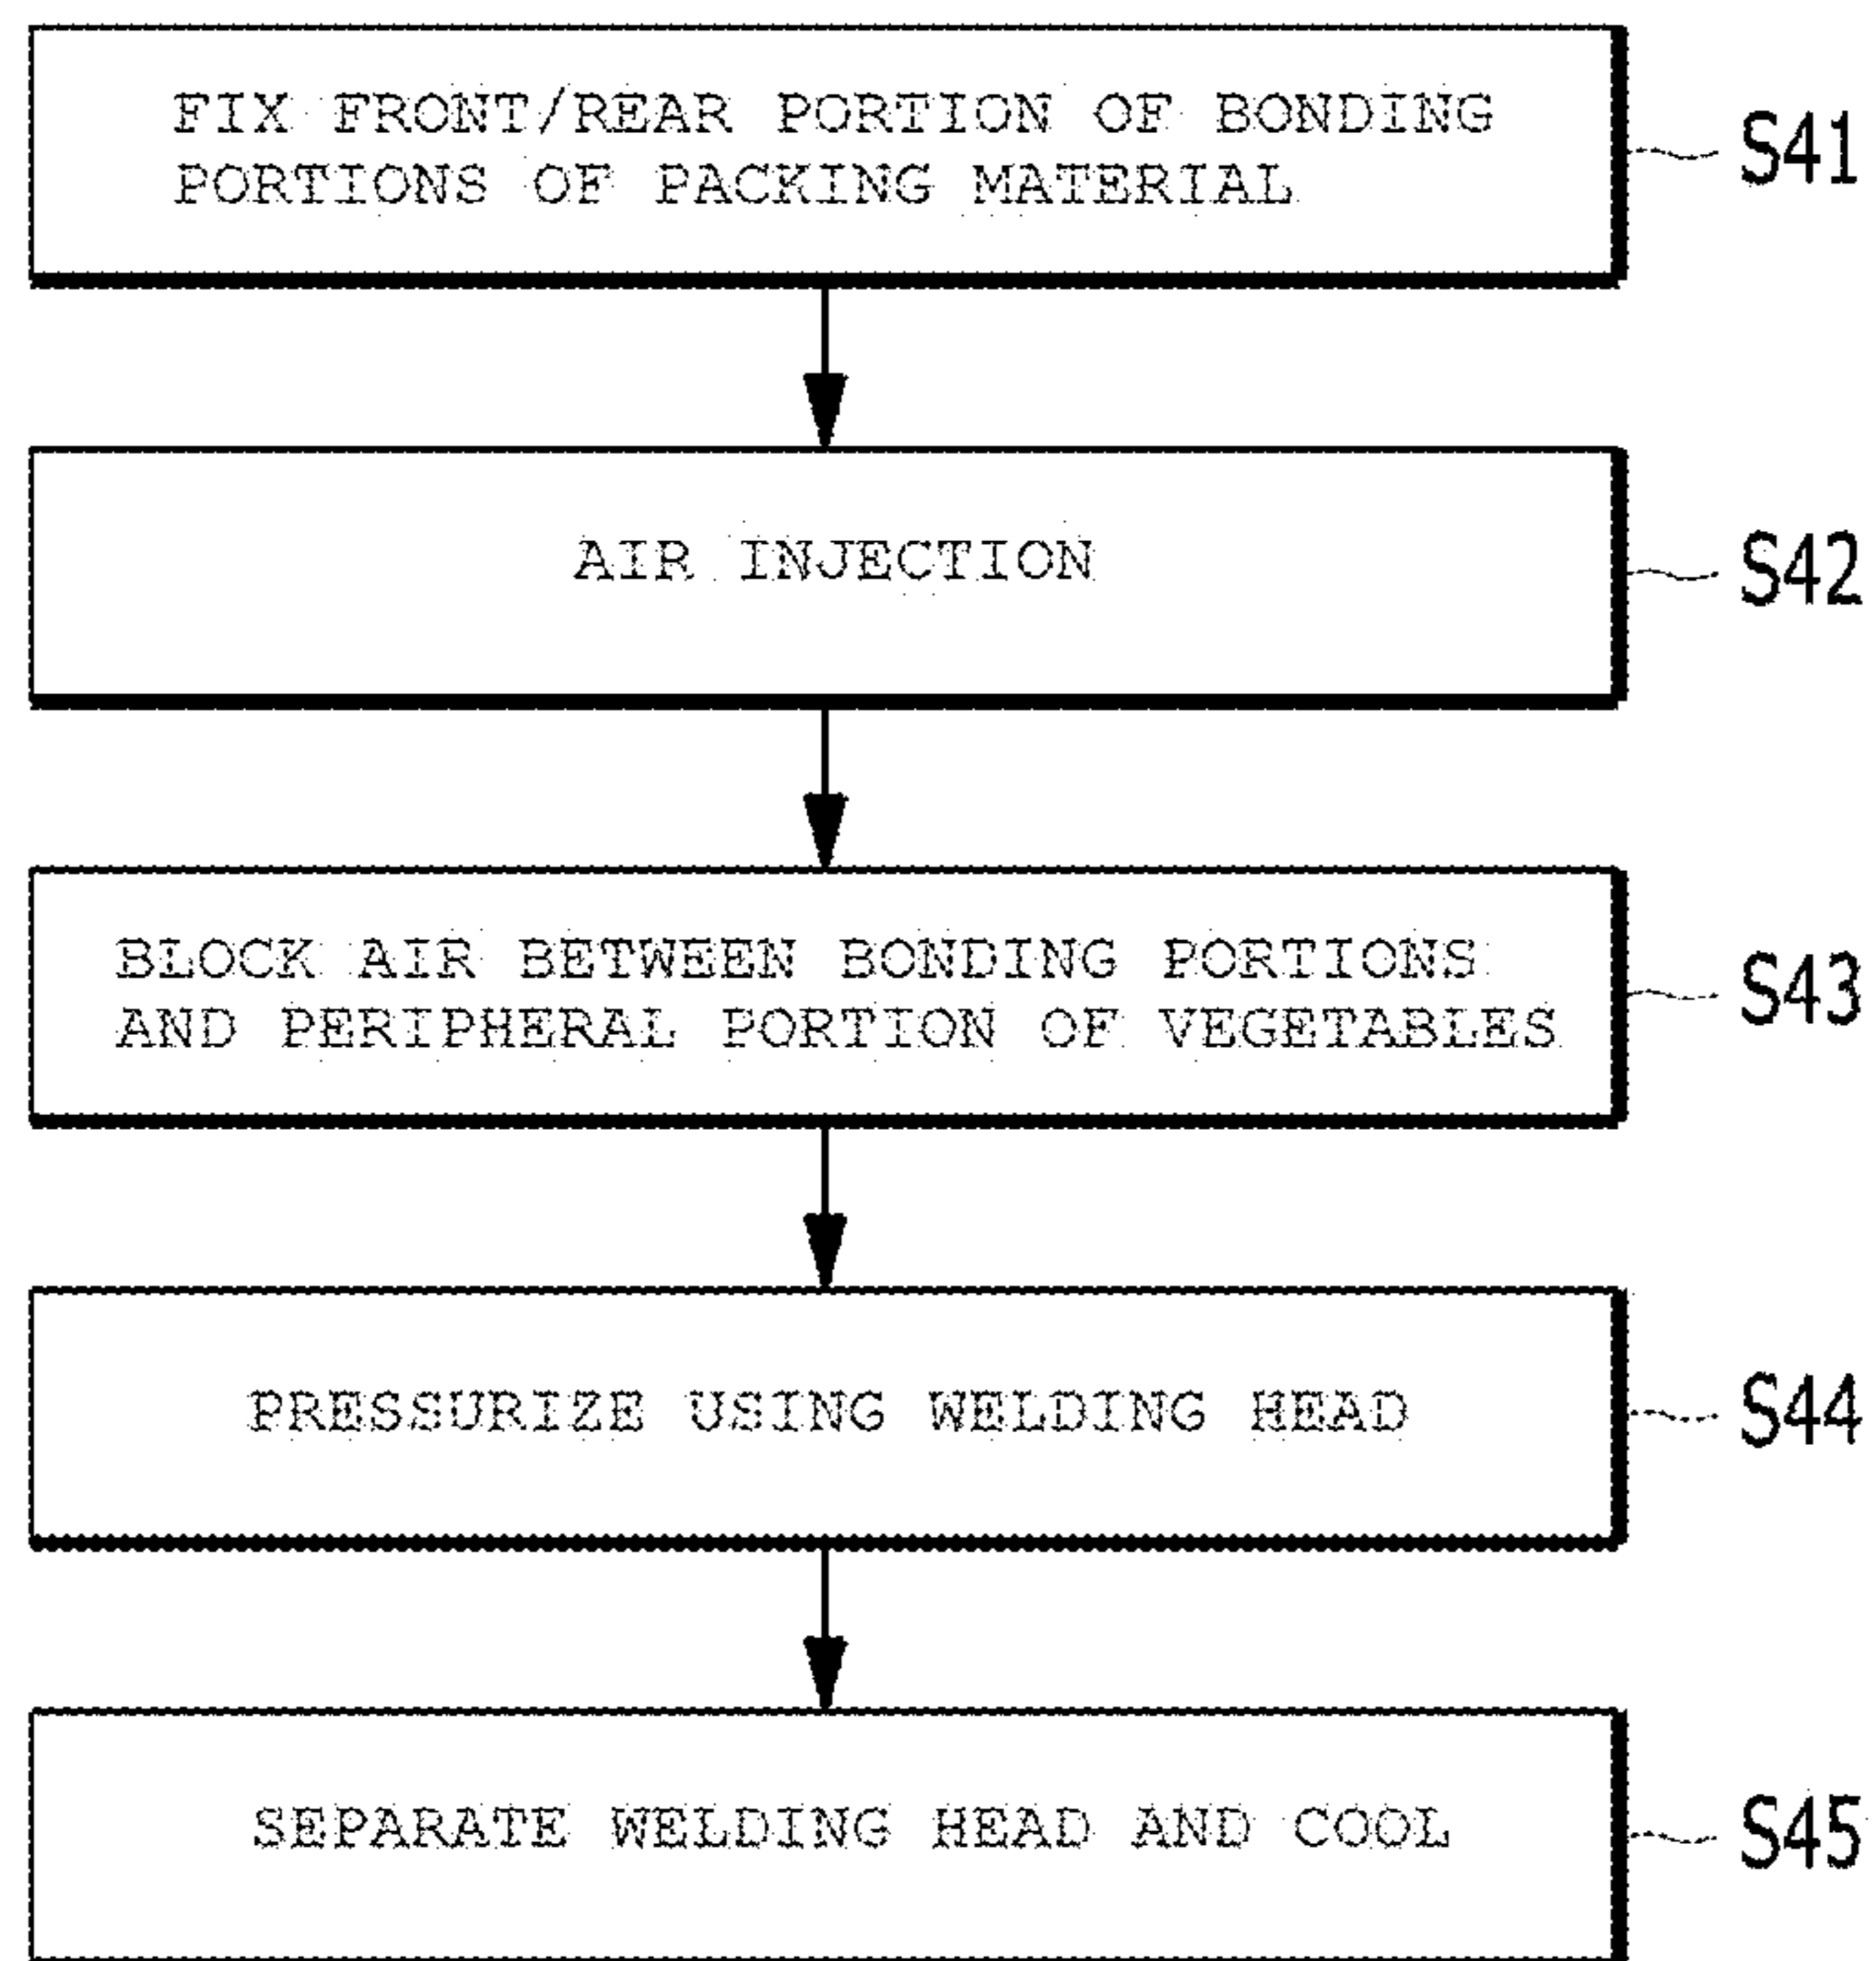 FIX FRONT/REAR PORTION OF BONDING
PORTIONS OF PACKING MATERIAL
S41
AIR INJECTION
S42
BLOCK AIR BETWEEN BONDING PORTIONS
AND PERIPHERAL PORTION OF VEGETABLES
S43
PRESSURIZE USING WELDING HEAD
S44
SEPARATE WELDING HEAD AND COOL
S45